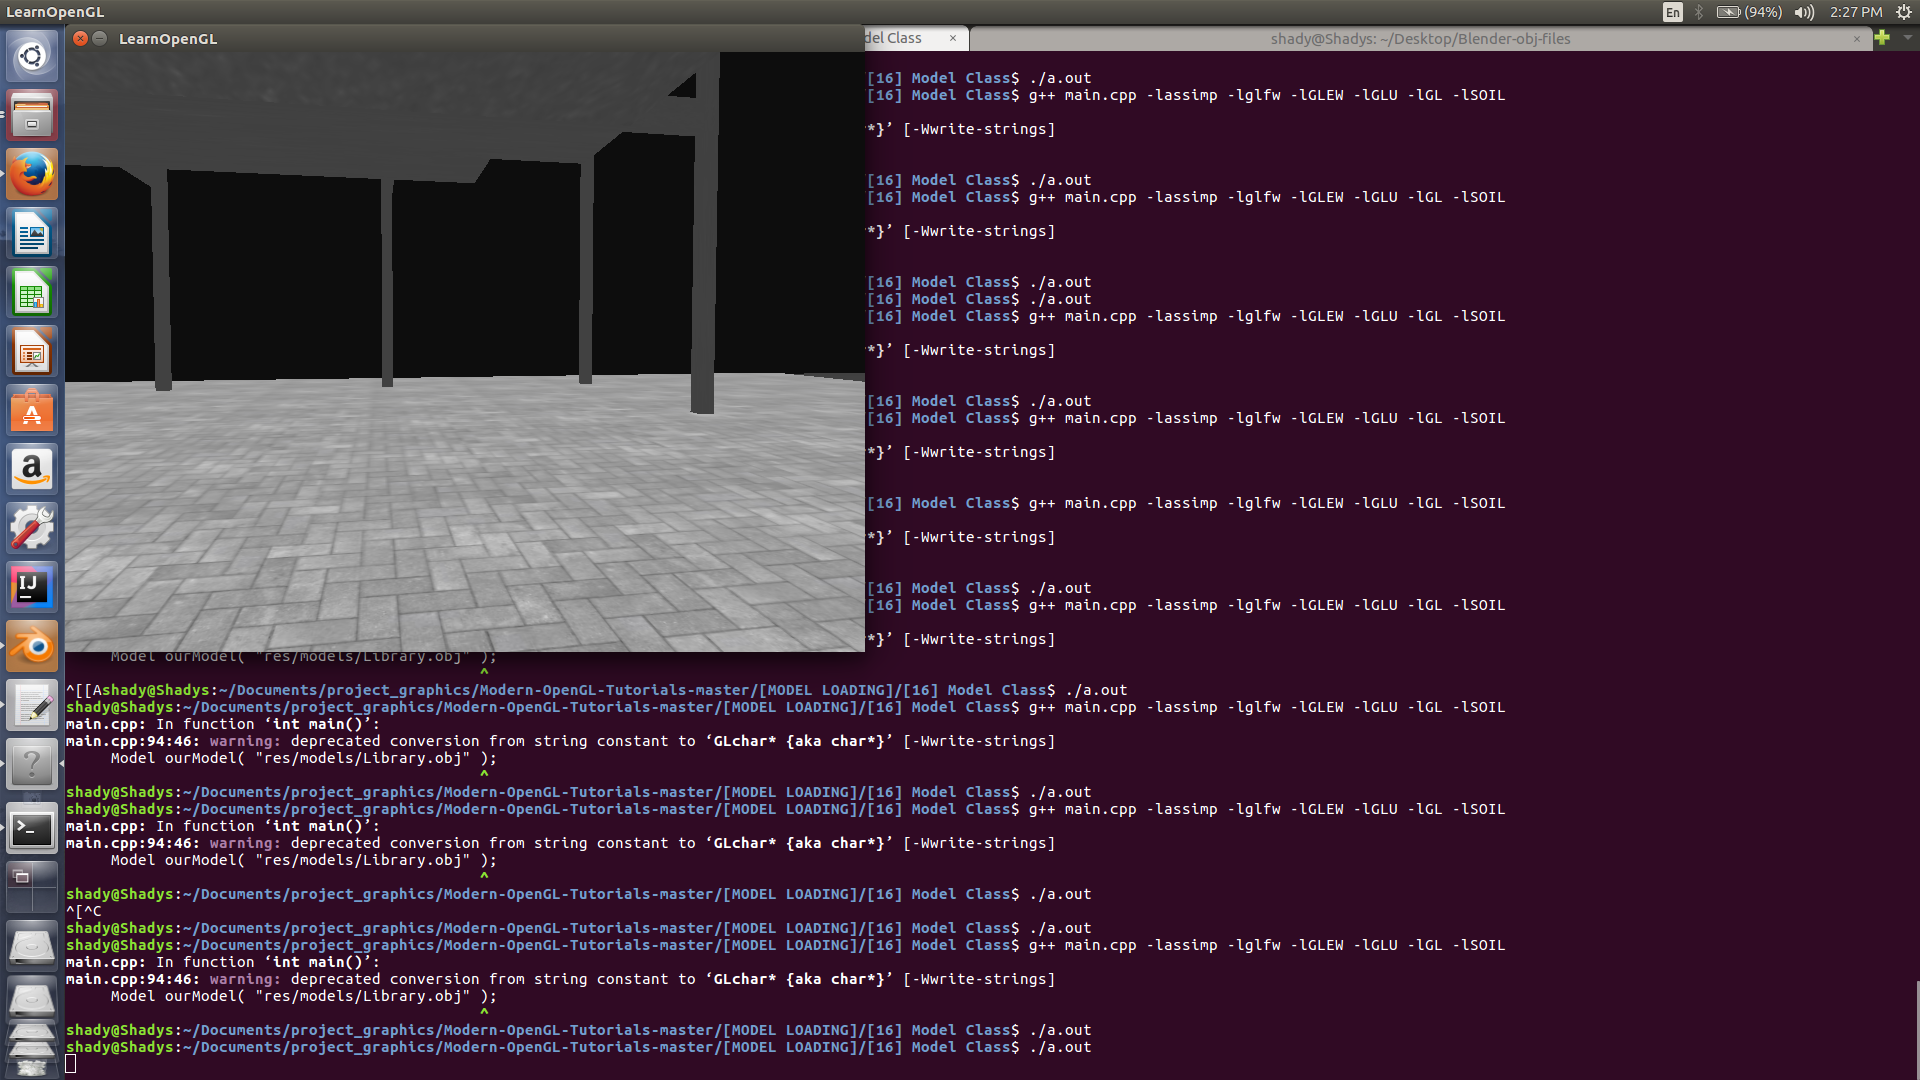 LearnOpenGL
En (94%) 2:27 PM
LearnOpenGL
del Class × shady@Shadys: ~/Desktop/Blender-obj-files ×
/[16] Model Class$ ./a.out
/[16] Model Class$ g++ main.cpp -lassimp -lglfw -lGLEW -lGLU -lGL -lSOIL
*}’ [-Wwrite-strings]
/[16] Model Class$ ./a.out
/[16] Model Class$ g++ main.cpp -lassimp -lglfw -lGLEW -lGLU -lGL -lSOIL
*}’ [-Wwrite-strings]
/[16] Model Class$ ./a.out
/[16] Model Class$ ./a.out
/[16] Model Class$ g++ main.cpp -lassimp -lglfw -lGLEW -lGLU -lGL -lSOIL
*}’ [-Wwrite-strings]
/[16] Model Class$ ./a.out
/[16] Model Class$ g++ main.cpp -lassimp -lglfw -lGLEW -lGLU -lGL -lSOIL
*}’ [-Wwrite-strings]
/[16] Model Class$ g++ main.cpp -lassimp -lglfw -lGLEW -lGLU -lGL -lSOIL
*}’ [-Wwrite-strings]
/[16] Model Class$ ./a.out
/[16] Model Class$ g++ main.cpp -lassimp -lglfw -lGLEW -lGLU -lGL -lSOIL
*}’ [-Wwrite-strings]
Model ourModel( "res/models/Library.obj" );
^
^[[Ashady@Shadys:~/Documents/project_graphics/Modern-OpenGL-Tutorials-master/[MODEL LOADING]/[16] Model Class$ ./a.out
shady@Shadys:~/Documents/project_graphics/Modern-OpenGL-Tutorials-master/[MODEL LOADING]/[16] Model Class$ g++ main.cpp -lassimp -lglfw -lGLEW -lGLU -lGL -lSOIL
main.cpp: In function ‘int main()’:
main.cpp:94:46: warning: deprecated conversion from string constant to ‘GLchar* {aka char*}’ [-Wwrite-strings]
Model ourModel( "res/models/Library.obj" );
^
shady@Shadys:~/Documents/project_graphics/Modern-OpenGL-Tutorials-master/[MODEL LOADING]/[16] Model Class$ ./a.out
shady@Shadys:~/Documents/project_graphics/Modern-OpenGL-Tutorials-master/[MODEL LOADING]/[16] Model Class$ g++ main.cpp -lassimp -lglfw -lGLEW -lGLU -lGL -lSOIL
main.cpp: In function ‘int main()’:
main.cpp:94:46: warning: deprecated conversion from string constant to ‘GLchar* {aka char*}’ [-Wwrite-strings]
Model ourModel( "res/models/Library.obj" );
^
shady@Shadys:~/Documents/project_graphics/Modern-OpenGL-Tutorials-master/[MODEL LOADING]/[16] Model Class$ ./a.out
^[^C
shady@Shadys:~/Documents/project_graphics/Modern-OpenGL-Tutorials-master/[MODEL LOADING]/[16] Model Class$ ./a.out
shady@Shadys:~/Documents/project_graphics/Modern-OpenGL-Tutorials-master/[MODEL LOADING]/[16] Model Class$ g++ main.cpp -lassimp -lglfw -lGLEW -lGLU -lGL -lSOIL
main.cpp: In function ‘int main()’:
main.cpp:94:46: warning: deprecated conversion from string constant to ‘GLchar* {aka char*}’ [-Wwrite-strings]
Model ourModel( "res/models/Library.obj" );
^
shady@Shadys:~/Documents/project_graphics/Modern-OpenGL-Tutorials-master/[MODEL LOADING]/[16] Model Class$ ./a.out
shady@Shadys:~/Documents/project_graphics/Modern-OpenGL-Tutorials-master/[MODEL LOADING]/[16] Model Class$ ./a.out